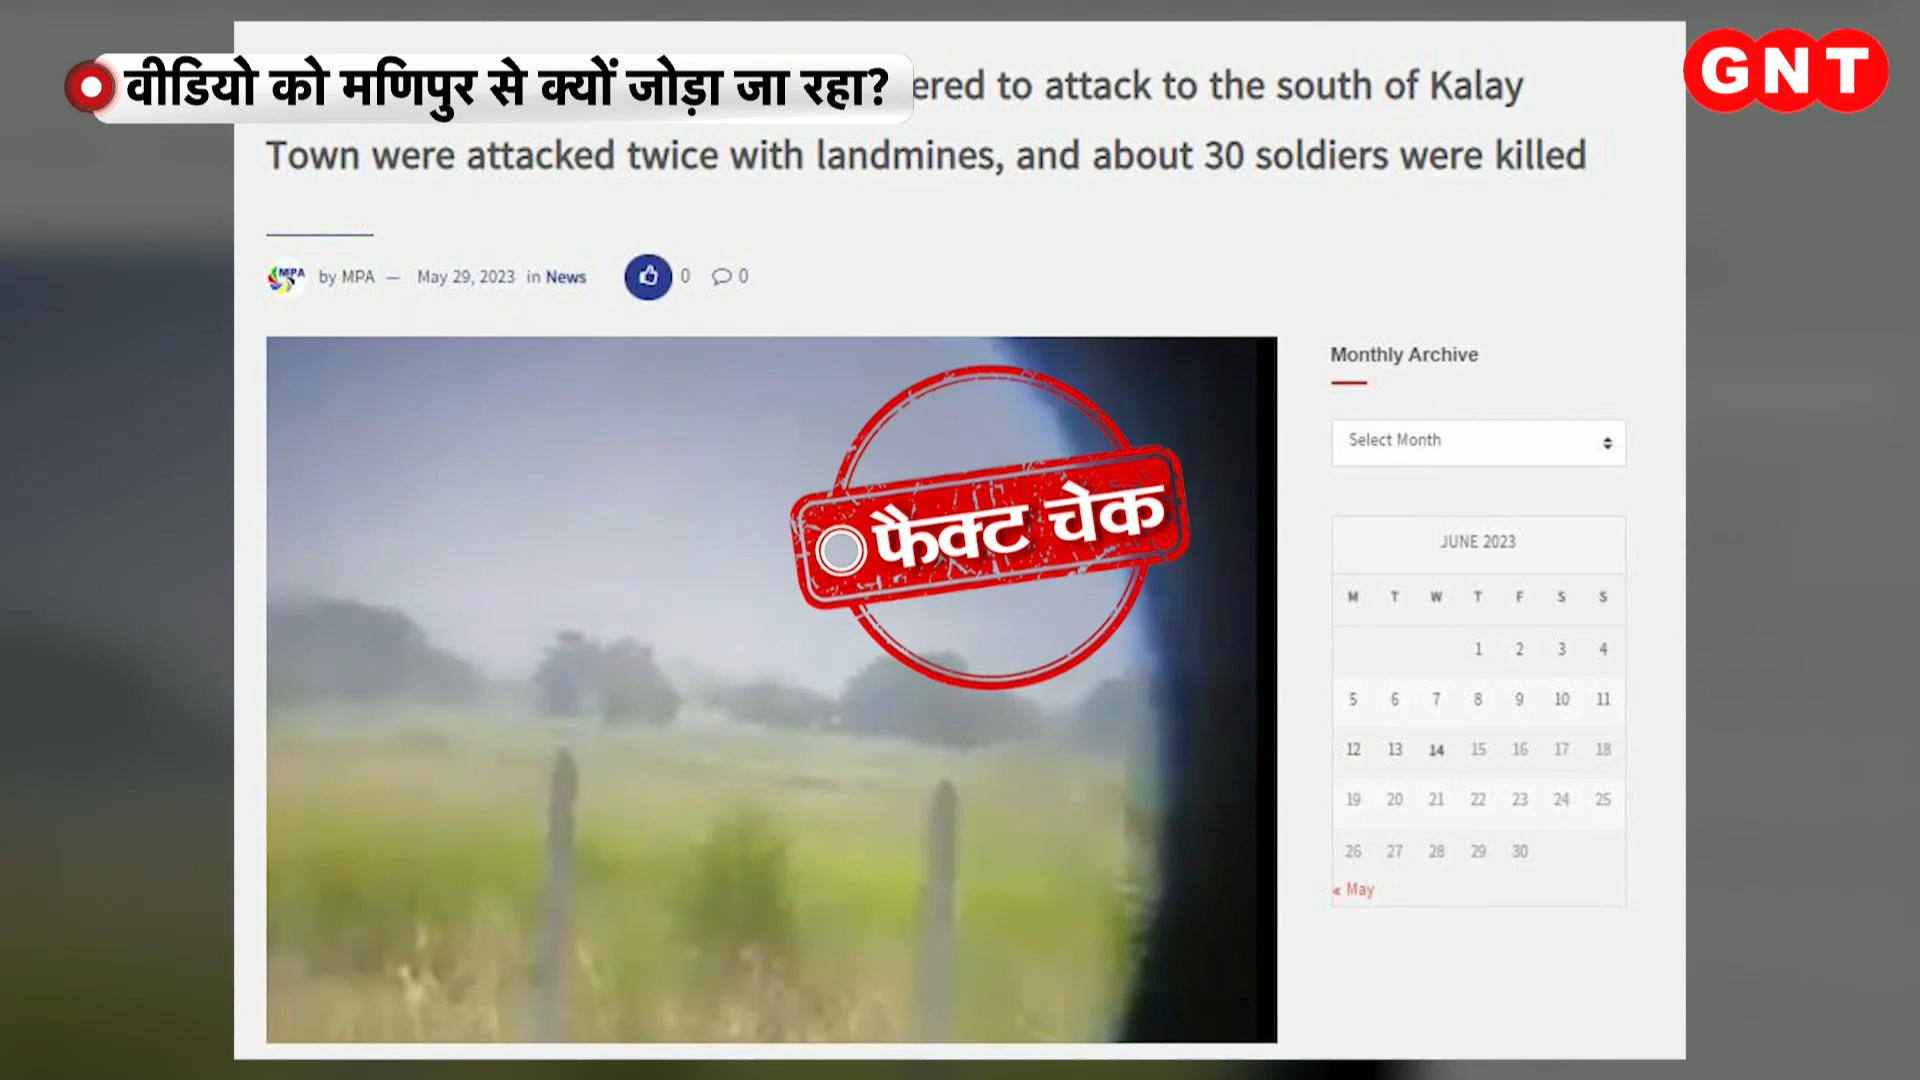 वीडियो को मणिपुर से क्यों जोड़ा जा रहा?
GNT
ered to attack to the south of Kalay
Town were attacked twice with landmines, and about 30 soldiers were killed
MPA by MPA — May 29, 2023 in News 0 0
Monthly Archive
फैक्ट चेक
Select Month
JUNE 2023
M T W T F S S
1 2 3 4
5 6 7 8 9 10 11
12 13 14 15 16 17 18
19 20 21 22 23 24 25
26 27 28 29 30
« May